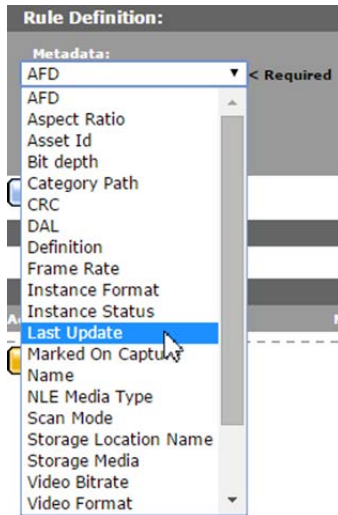 Rule Definition:
Metadata:
AFD < Required
AFD
Aspect Ratio
Asset Id
Bit depth
Category Path
CRC
DAL
Definition
Frame Rate
Instance Format
Instance Status
Last Update
Marked On Capture
Name
NLE Media Type
Scan Mode
Storage Location Name
Storage Media
Video Bitrate
Video Format